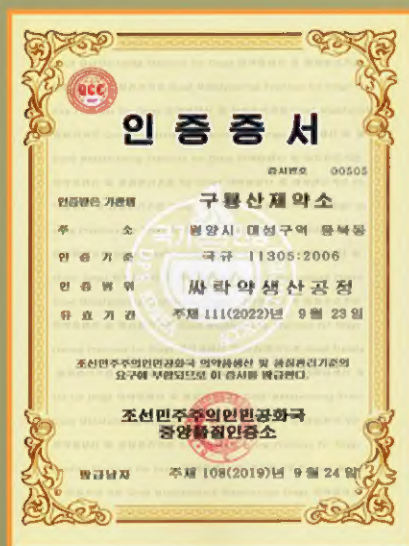 인증증서
증서번호 00505
인증받은 기관명 구룡산제약소
주 소 평양시 대성구역 룡북동
인증기준 국규 11305:2006
인증범위 싸락약생산공정
유효기간 주체 111(2022)년 9월 23일
조선민주주의인민공화국 의약품생산 및 품질관리기준의
요구에 부합되므로 이 증서를 발급한다.
조선민주주의인민공화국
중앙품질인증소
발급날자 주체 108(2019)년 9월 24일